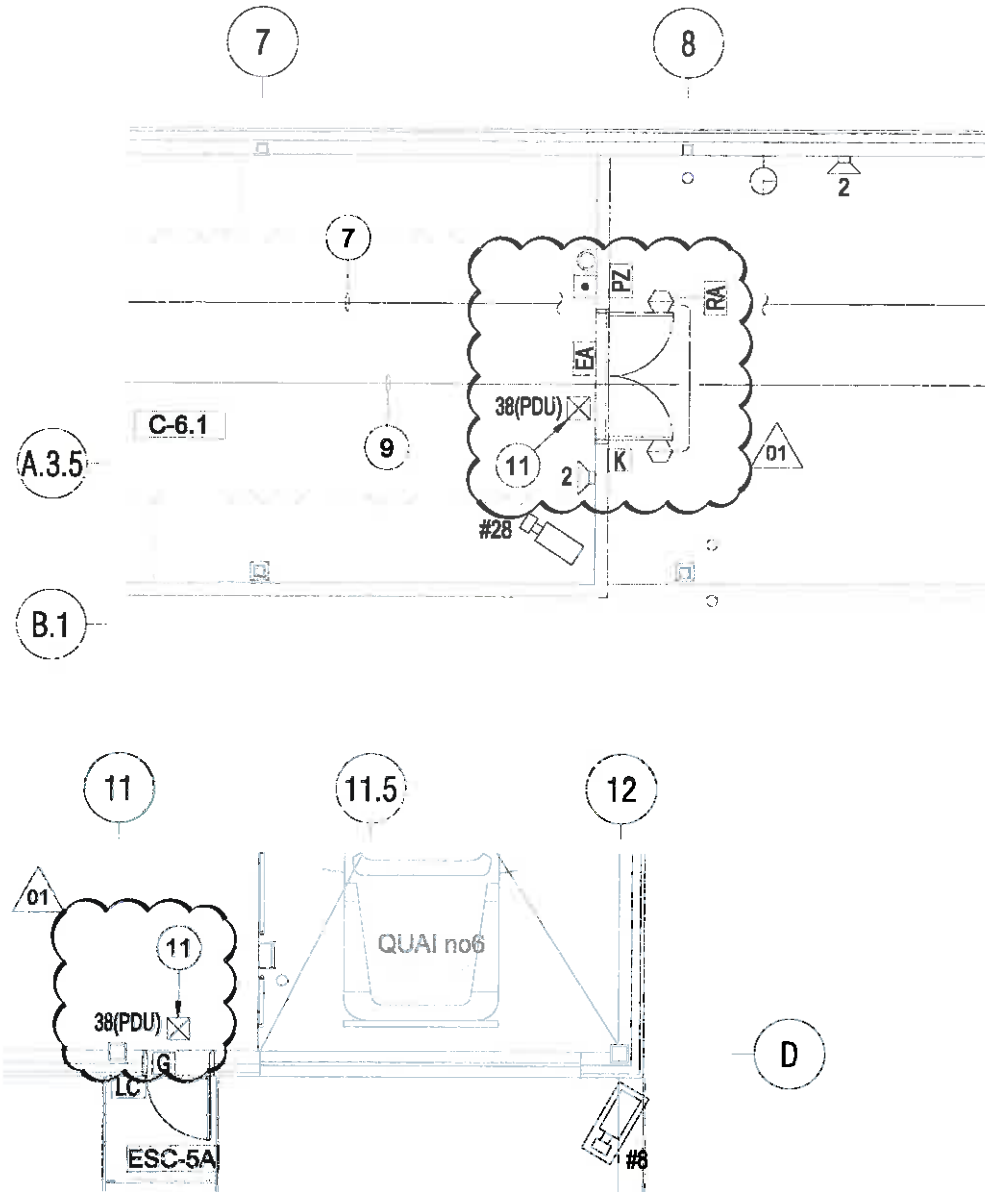 7
8
2
7
PZ
RA
EA
C-6.1
38(PDU)
A.3.5
9
11
K
01
2
#28
B.1
11
11.5
12
01
11
QUAI no6
38(PDU)
D
G
LC
ESC-5A
#6